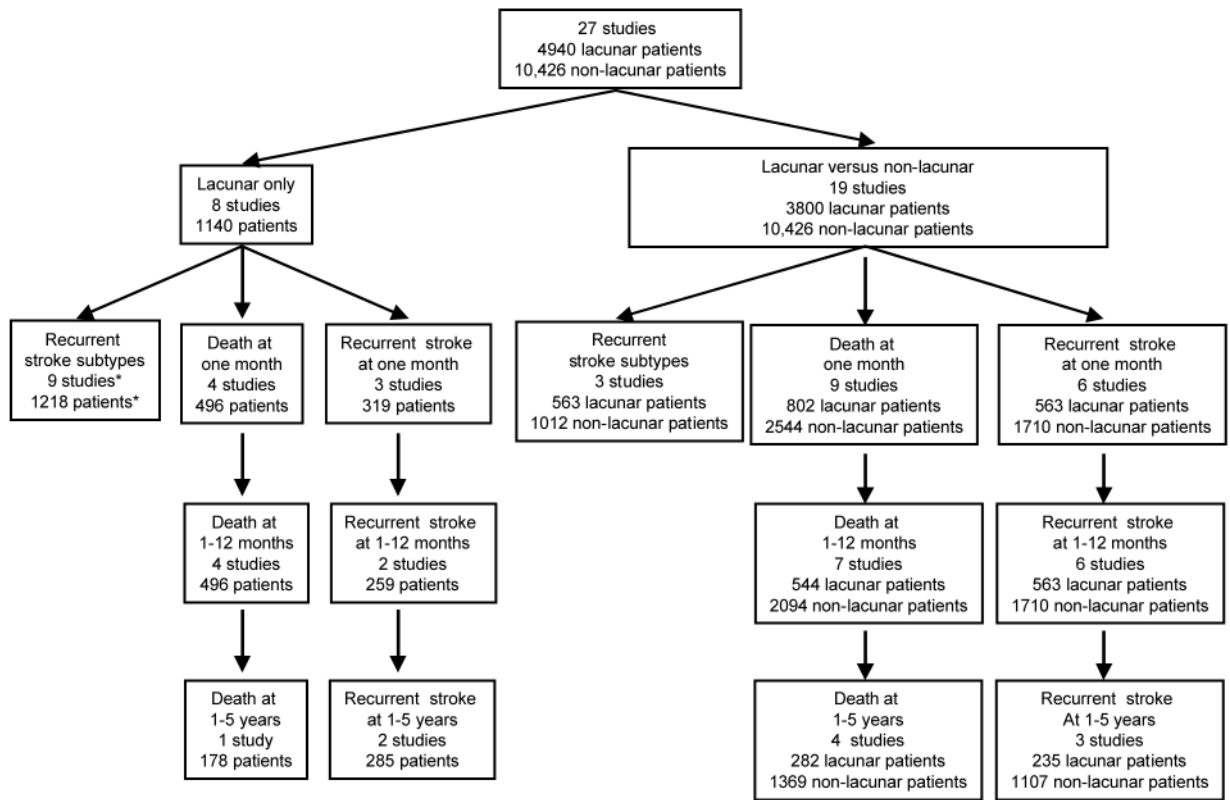 27 studies
4940 lacunar patients
10,426 non-lacunar patients
Lacunar only
8 studies
1140 patients
Lacunar versus non-lacunar
19 studies
3800 lacunar patients
10,426 non-lacunar patients
Recurrent
stroke subtypes
9 studies*
1218 patients*
Death at
one month
4 studies
496 patients
Recurrent stroke
at one month
3 studies
319 patients
Recurrent
stroke subtypes
3 studies
563 lacunar patients
1012 non-lacunar patients
Death at
one month
9 studies
802 lacunar patients
2544 non-lacunar patients
Recurrent stroke
at one month
6 studies
563 lacunar patients
1710 non-lacunar patients
Death at
1-12 months
4 studies
496 patients
Recurrent stroke
at 1-12 months
2 studies
259 patients
Death at
1-12 months
7 studies
544 lacunar patients
2094 non-lacunar patients
Recurrent stroke
at 1-12 months
6 studies
563 lacunar patients
1710 non-lacunar patients
Death at
1-5 years
1 study
178 patients
Recurrent stroke
at 1-5 years
2 studies
285 patients
Death at
1-5 years
4 studies
282 lacunar patients
1369 non-lacunar patients
Recurrent stroke
At 1-5 years
3 studies
235 lacunar patients
1107 non-lacunar patients